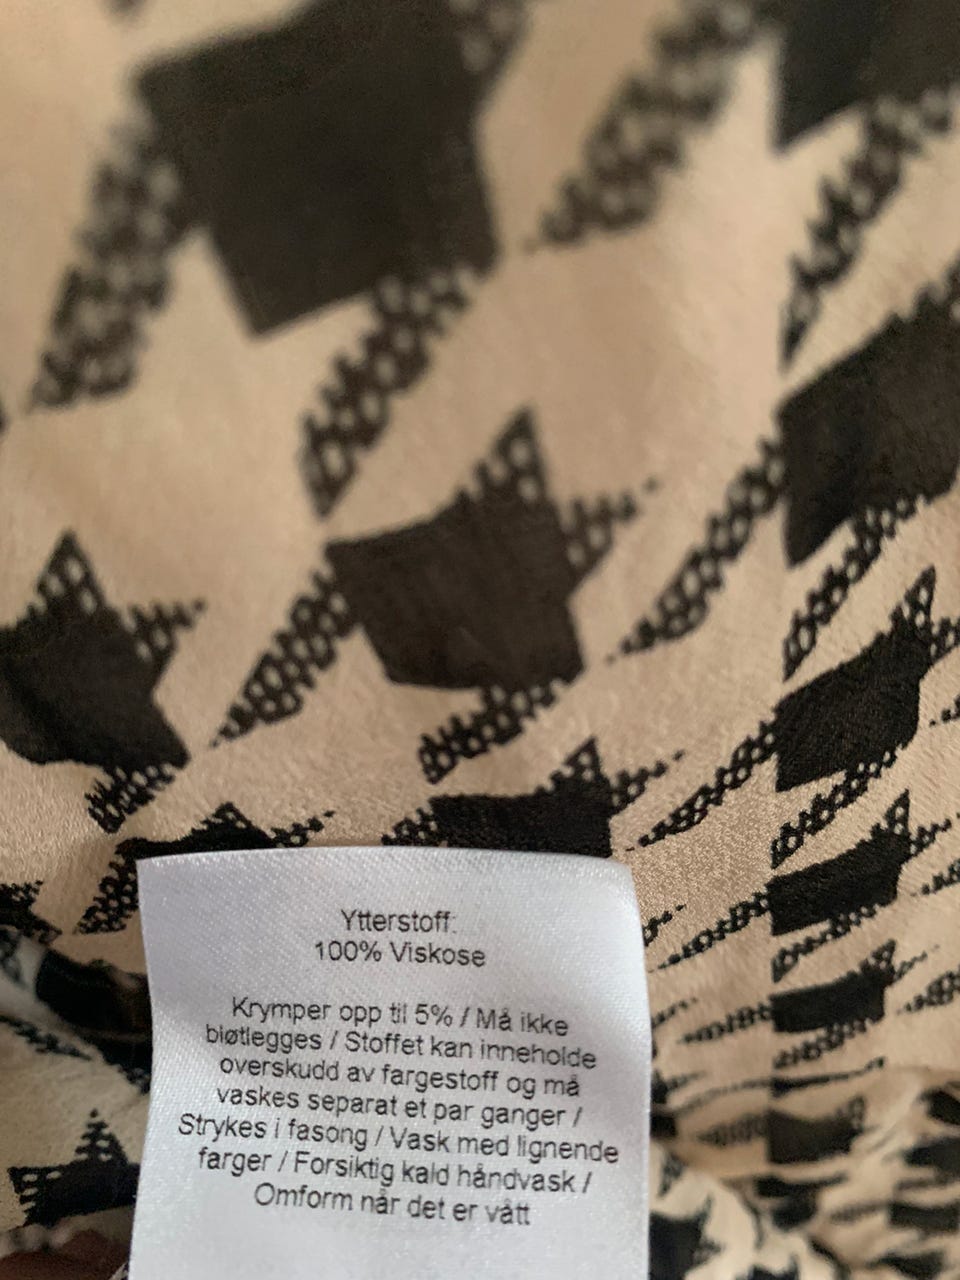 Ytterstoff:
100% Viskose
Krymper opp til 5% / Må ikke
bløtlegges / Stoffet kan inneholde
overskudd av fargestoff og må
vaskes separat et par ganger /
Strykes i fasong / Vask med lignende
farger / Forsiktig kald håndvask /
Omform når det er vått